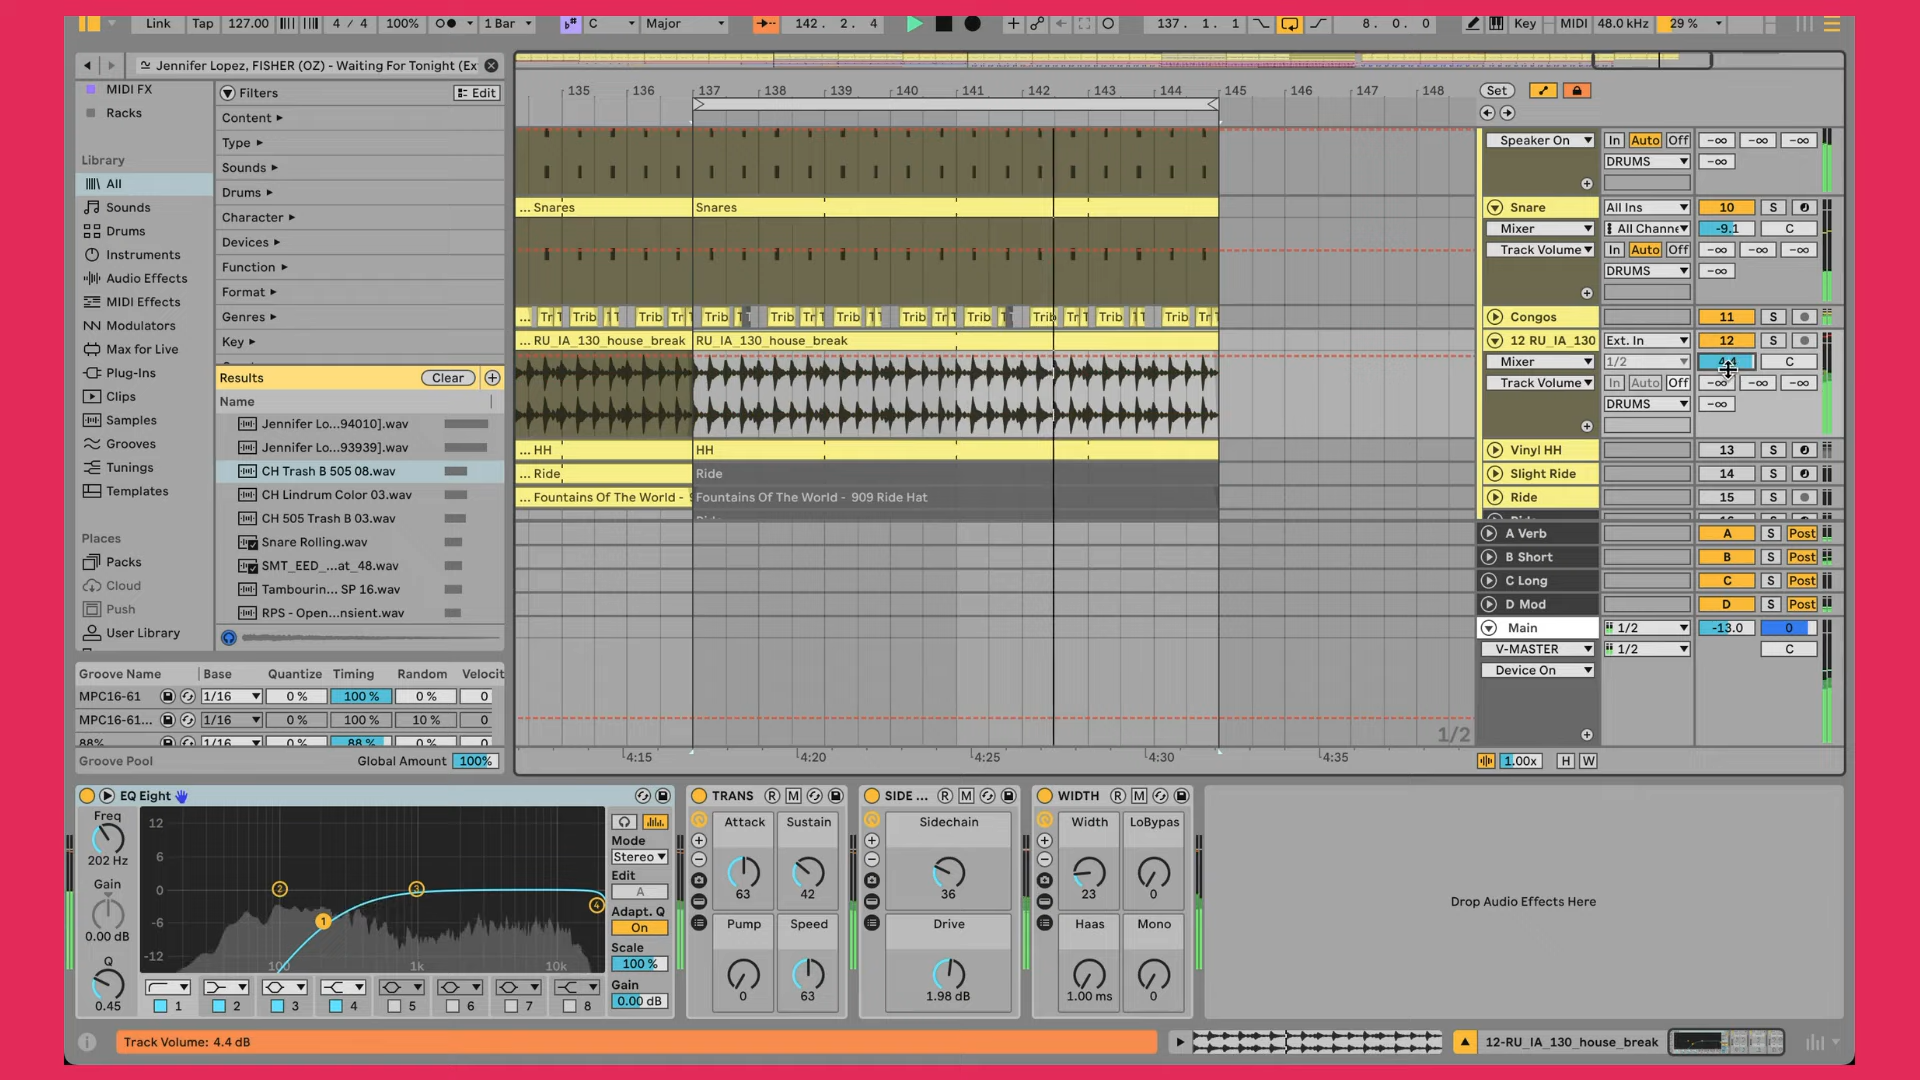 Link Tap 127.00 4 / 4 100% 1 Bar C Major 142. 2. 4 137. 1. 1 8. 0. 0 Key MIDI 48.0 kHz 29 %
Jennifer Lopez, FISHER (OZ) - Waiting For Tonight (Ex
MIDI FX
Racks
Library
All
Sounds
Drums
Instruments
Audio Effects
MIDI Effects
Modulators
Max for Live
Plug-Ins
Clips
Samples
Grooves
Tunings
Templates
Places
Packs
Cloud
Push
User Library
Filters Edit
Content
Type
Sounds
Drums
Character
Devices
Function
Format
Genres
Key
Results Clear
Name
Jennifer Lo...94010].wav
Jennifer Lo...93939].wav
CH Trash B 505 08.wav
CH Lindrum Color 03.wav
CH 505 Trash B 03.wav
Snare Rolling.wav
SMT_EED_...at_48.wav
Tambourin... SP 16.wav
RPS - Open...nsient.wav
Groove Name Base Quantize Timing Random Velocit
MPC16-61 1/16 0 % 100 % 0 % 0
MPC16-61... 1/16 0 % 100 % 10 % 0
88% 1/16 0 % 88 % 0 % 0
Groove Pool Global Amount 100%
135 136 137 138 139 140 141 142 143 144 145 146 147 148
... Snares Snares
... Tr Trib Trib Tr Trib Trib Trib Trib Tr Trib Trib Tr Trib Trib Tr
... RU_IA_130_house_break RU_IA_130_house_break
... HH HH
... Ride Ride
... Fountains Of The World - Fountains Of The World - 909 Ride Hat
1/2
4:15 4:20 4:25 4:30 4:35
Set
Speaker On In Auto Off -∞ -∞ -∞
DRUMS -∞
Snare All Ins 10 S
Mixer All Channe -9.1 C
Track Volume In Auto Off -∞ -∞ -∞
DRUMS -∞
Congos 11 S
12 RU_IA_130 Ext. In 12 S
Mixer 1/2 C
Track Volume In Auto Off -∞ -∞ -∞
DRUMS -∞
Vinyl HH 13 S
Slight Ride 14 S
Ride 15 S
A Verb A S Post
B Short B S Post
C Long C S Post
D Mod D S Post
Main 1/2 -13.0 0
V-MASTER 1/2 C
Device On
1.00x H W
EQ Eight
Freq
202 Hz
Gain
0.00 dB
Q
0.45
12
6
0
-6
-12
100 1k 10k
1 2 3 4
1 2 3 4 5 6 7 8
Mode
Stereo
Edit
A
Adapt. Q
On
Scale
100 %
Gain
0.00 dB
TRANS R M
Attack Sustain
63 42
Pump Speed
0 63
SIDE ... R M
Sidechain
36
Drive
1.98 dB
WIDTH R M
Width LoBypas
23 0
Haas Mono
1.00 ms 0
Drop Audio Effects Here
Track Volume: 4.4 dB
12-RU_IA_130_house_break